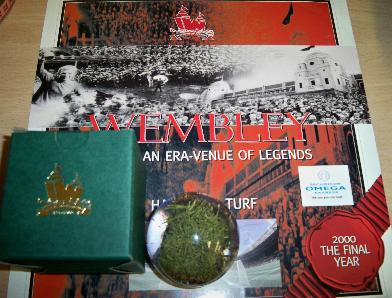 WEMBLEY
AN ERA-VENUE OF LEGENDS
TURF
OMEGA
2000
THE FINAL
YEAR